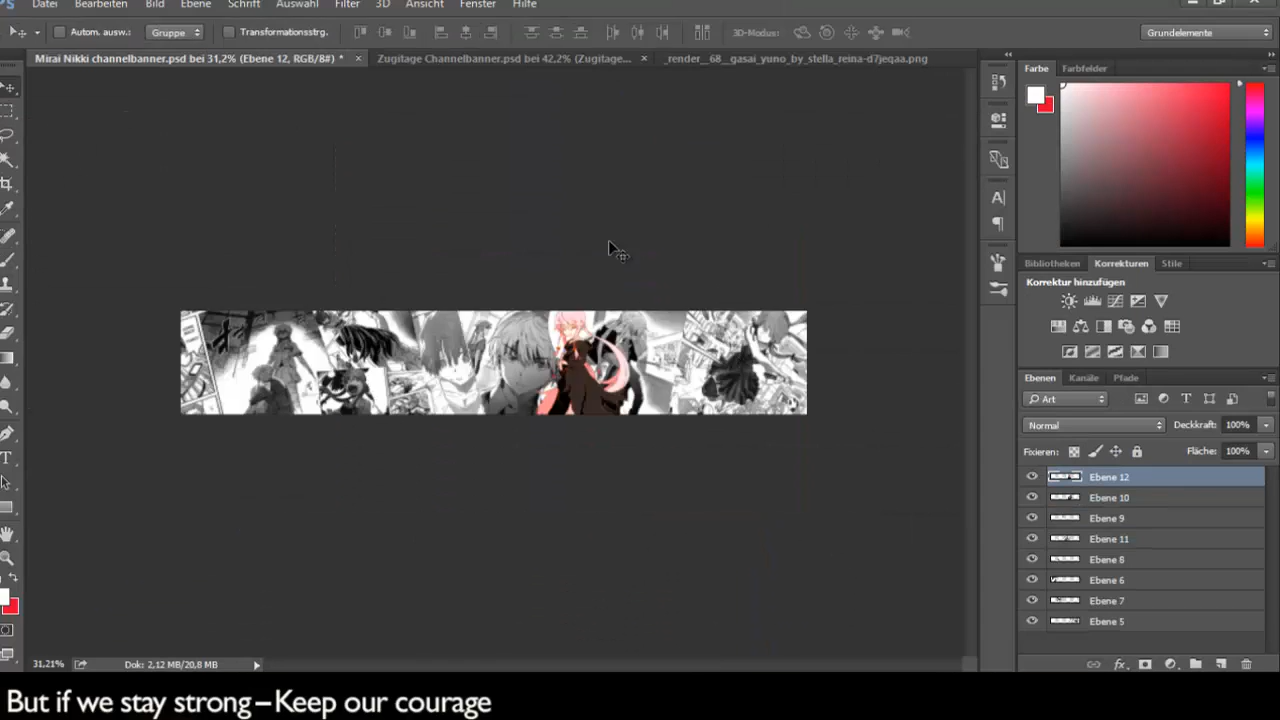 Datei Bearbeiten Bild Ebene Schrift Auswahl Filter 3D Ansicht Fenster Hilfe
Autom. ausw.: Gruppe Transformationsstrg. 3D-Modus: Grundelemente
Mirai Nikki channelbanner.psd bei 31,2% (Ebene 12, RGB/8#) * × Zugitage Channelbanner.psd bei 42,2% (Zugitage... × _render__68__gasai_yuno_by_stella_reina-d7jeqaa.png
Farbe Farbfelder
Bibliotheken Korrekturen Stile
Korrektur hinzufügen
Ebenen Kanäle Pfade
Art
Normal Deckkraft: 100%
Fixieren: Fläche: 100%
Ebene 12
Ebene 10
Ebene 9
Ebene 11
Ebene 8
Ebene 6
Ebene 7
Ebene 5
31,21% Dok: 2,12 MB/20,8 MB
But if we stay strong – Keep our courage